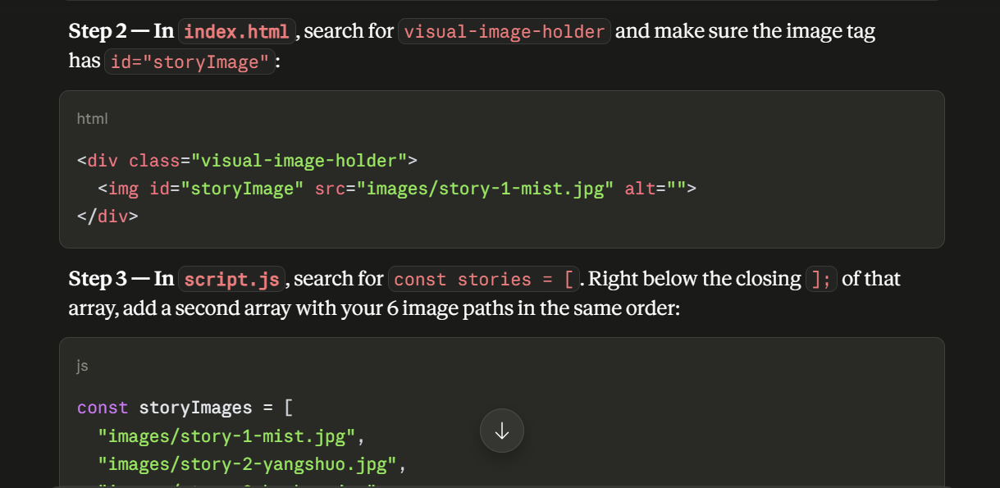 Step 2 — In index.html, search for visual-image-holder and make sure the image tag
has id="storyImage":
html
<div class="visual-image-holder">
  <img id="storyImage" src="images/story-1-mist.jpg" alt="">
</div>
Step 3 — In script.js, search for const stories = [. Right below the closing ]; of that
array, add a second array with your 6 image paths in the same order:
js
const storyImages = [
  "images/story-1-mist.jpg",
  "images/story-2-yangshuo.jpg",